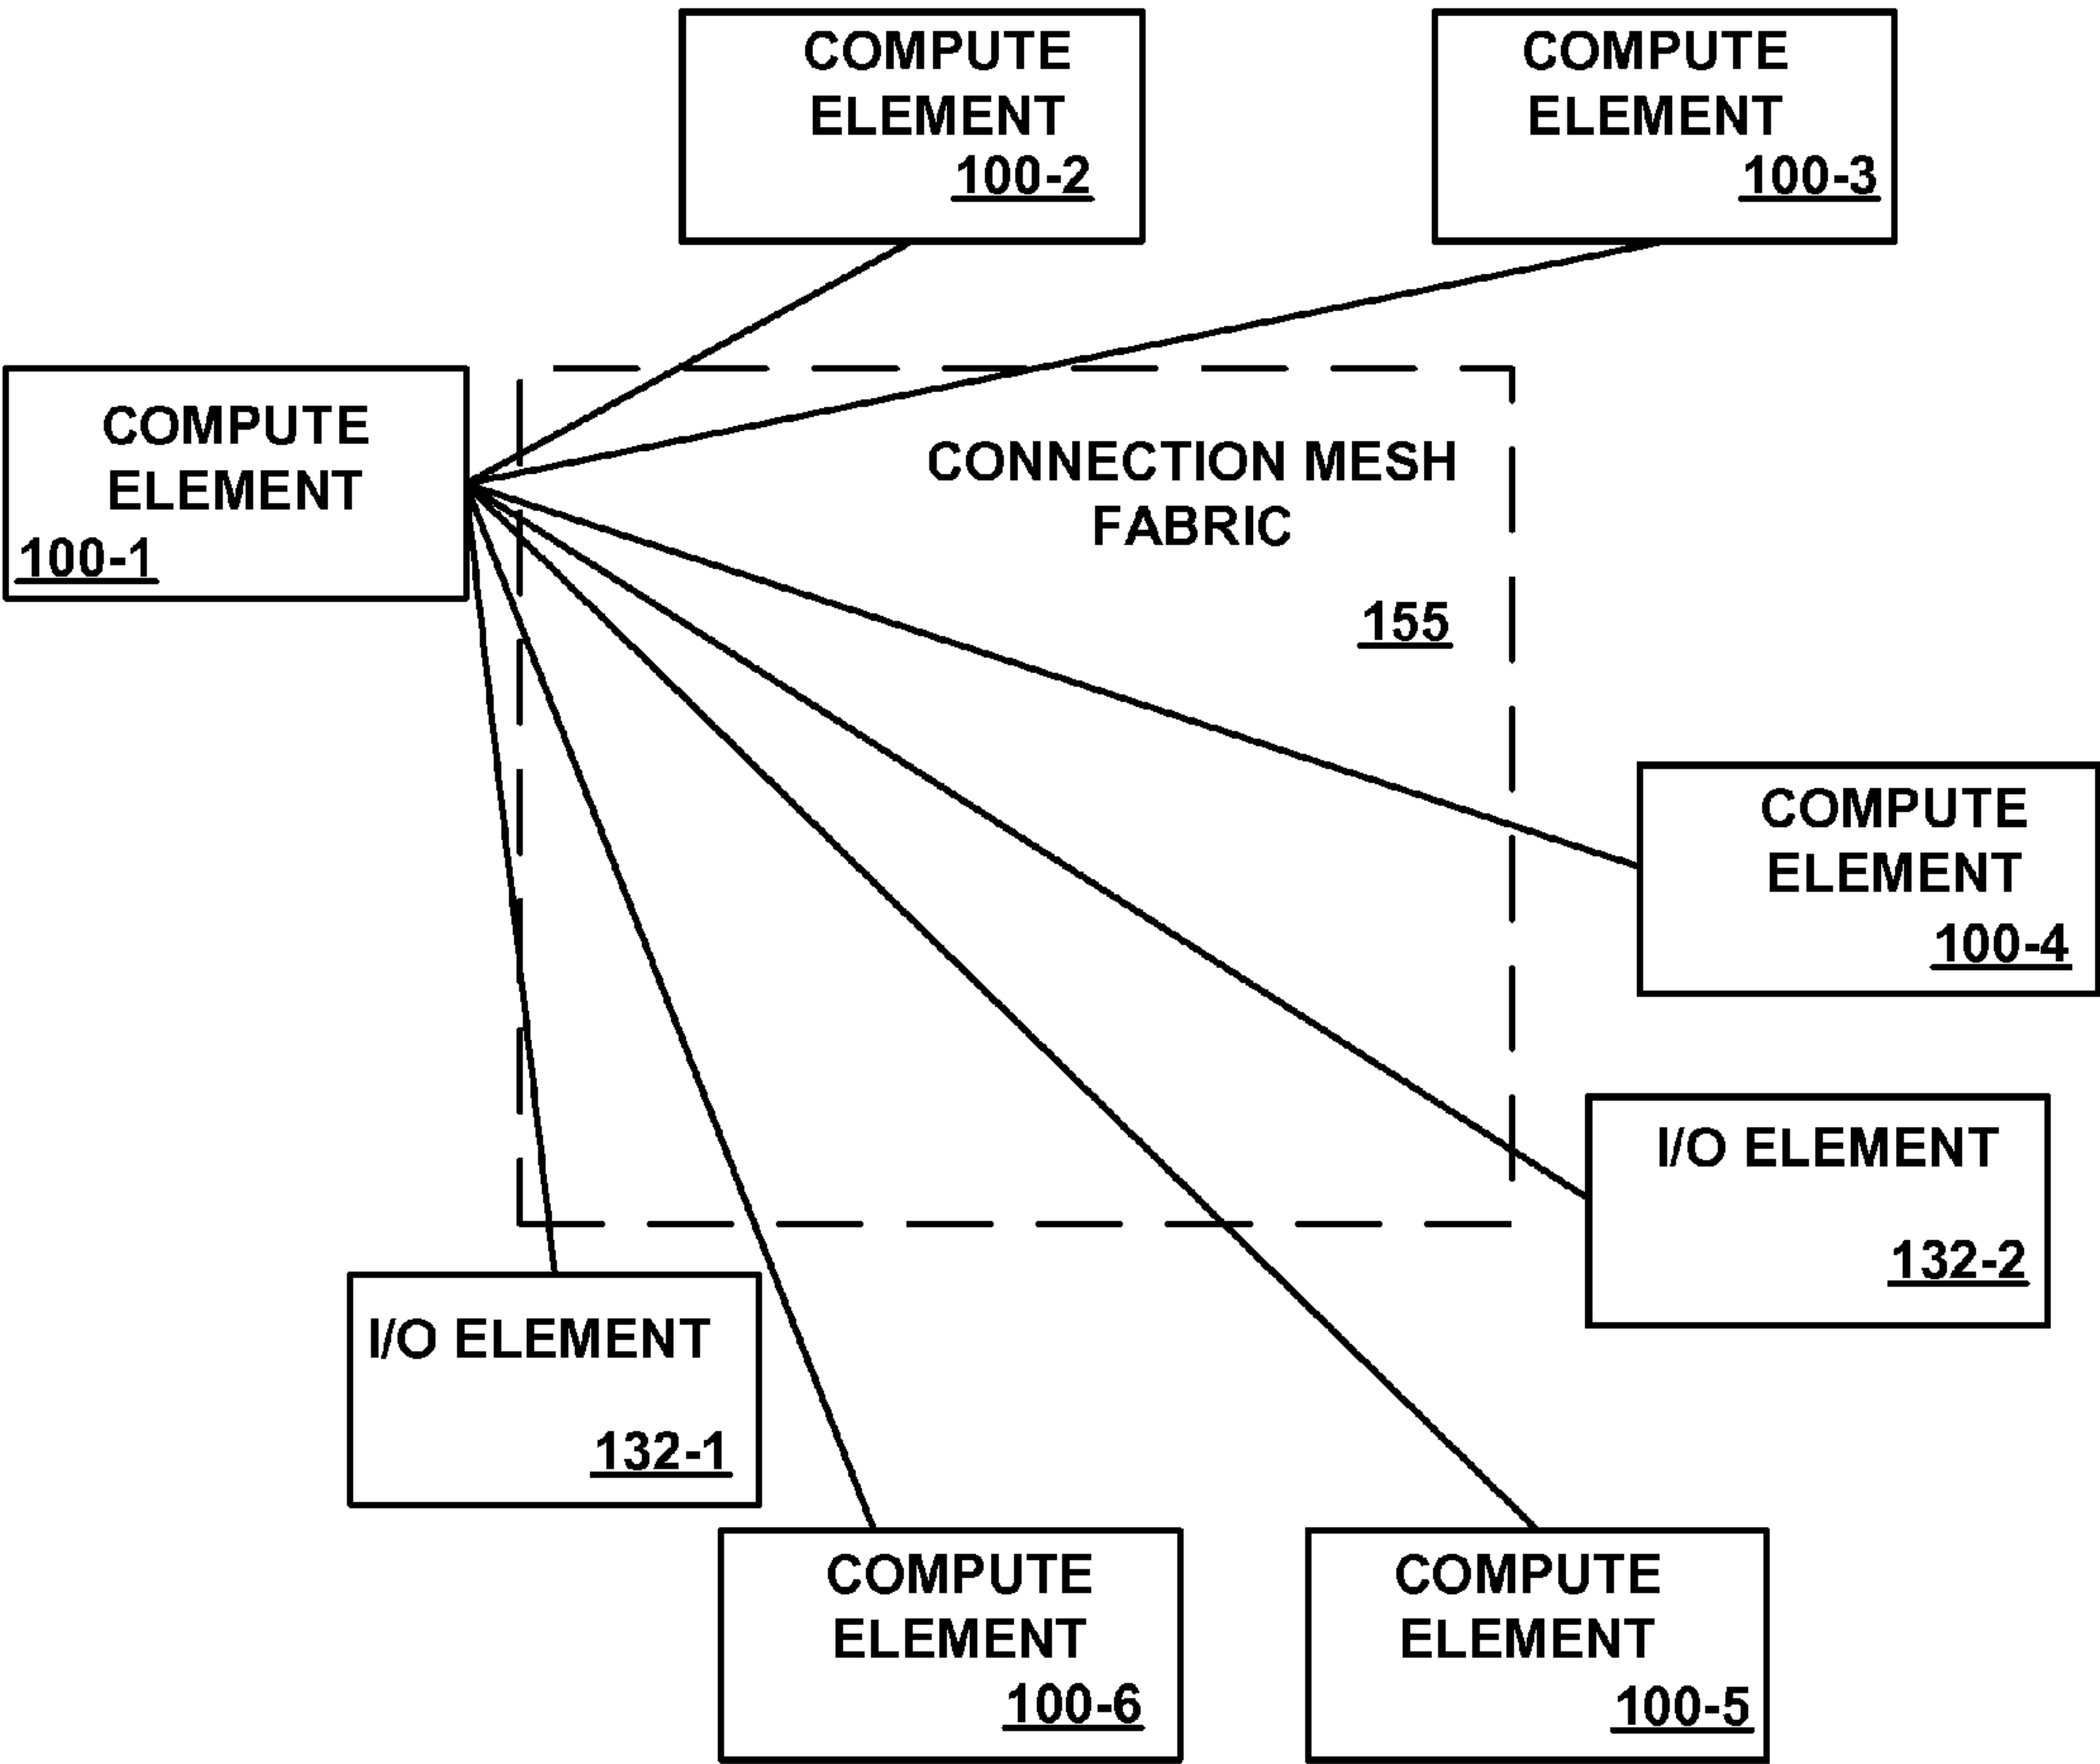 COMPUTE
ELEMENT
100-2
COMPUTE
ELEMENT
100-3
COMPUTE
ELEMENT
100-1
CONNECTION MESH
FABRIC
155
COMPUTE
ELEMENT
100-4
I/O ELEMENT
132-2
I/O ELEMENT
132-1
COMPUTE
ELEMENT
100-6
COMPUTE
ELEMENT
100-5